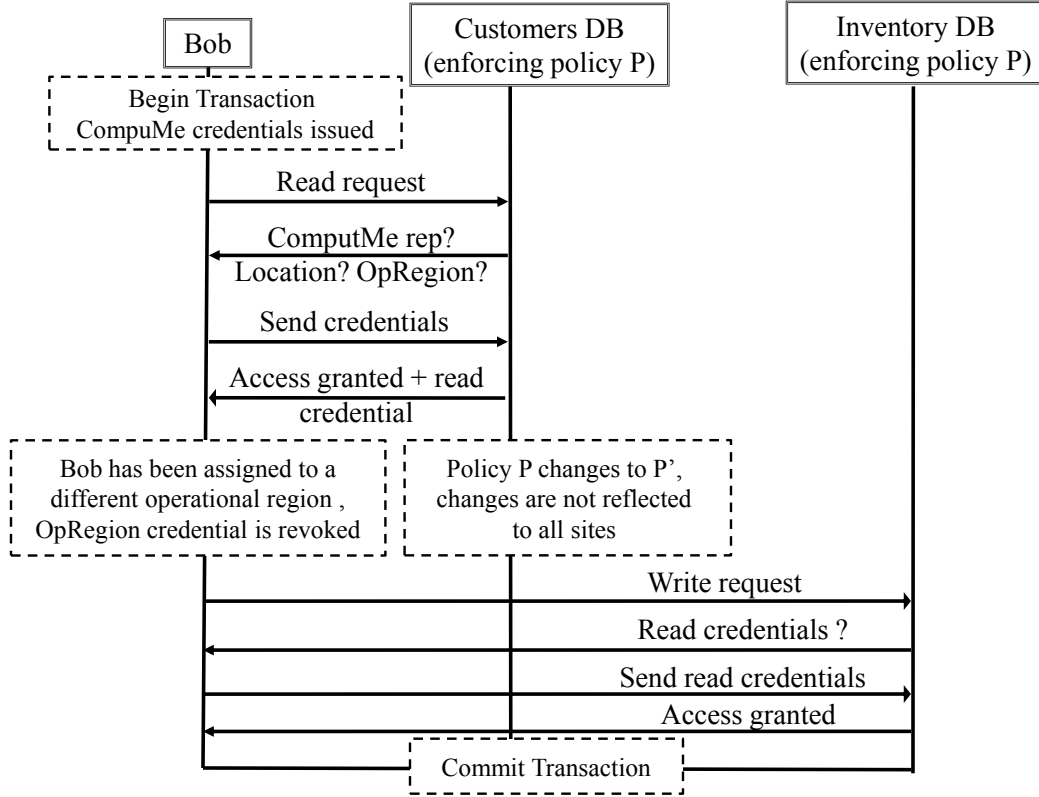 Bob
Customers DB
(enforcing policy P)
Inventory DB
(enforcing policy P)
Begin Transaction
CompuMe credentials issued
Read request
ComputMe rep?
Location? OpRegion?
Send credentials
Access granted + read
credential
Bob has been assigned to a
different operational region ,
OpRegion credential is revoked
Policy P changes to P’,
changes are not reflected
to all sites
Write request
Read credentials ?
Send read credentials
Access granted
Commit Transaction